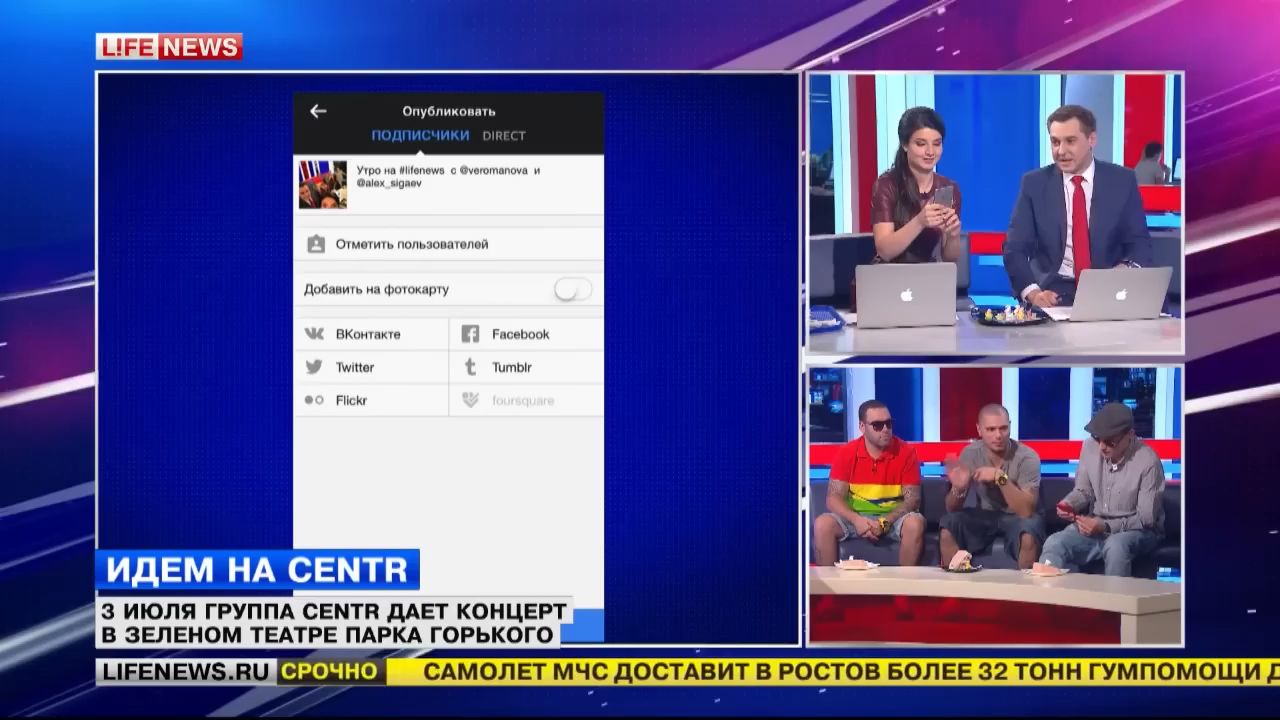 LIFE NEWS
Опубликовать
ПОДПИСЧИКИ DIRECT
Утро на #lifenews с @veromanova и
@alex_sigaev
Отметить пользователей
Добавить на фотокарту
ВКонтакте Facebook
Twitter Tumblr
Flickr foursquare
ИДЕМ НА CENTR
3 ИЮЛЯ ГРУППА CENTR ДАЕТ КОНЦЕРТ
В ЗЕЛЕНОМ ТЕАТРЕ ПАРКА ГОРЬКОГО
LIFENEWS.RU СРОЧНО САМОЛЕТ МЧС ДОСТАВИТ В РОСТОВ БОЛЕЕ 32 ТОНН ГУМПОМОЩИ Д